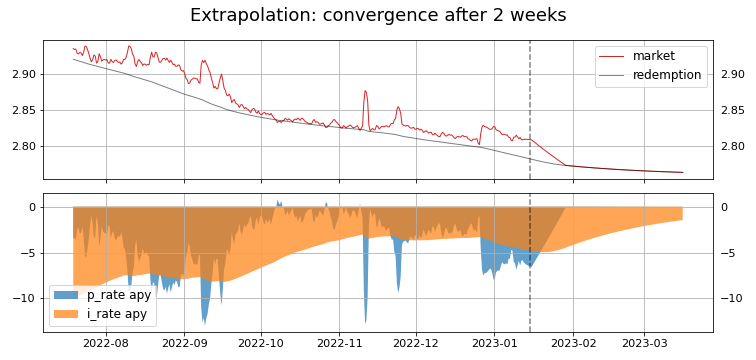 Extrapolation: convergence after 2 weeks
market
redemption
2.90
2.85
2.80
2.90
2.85
2.80
0
−5
−10
0
−5
−10
p_rate apy
i_rate apy
2022-08 2022-09 2022-10 2022-11 2022-12 2023-01 2023-02 2023-03